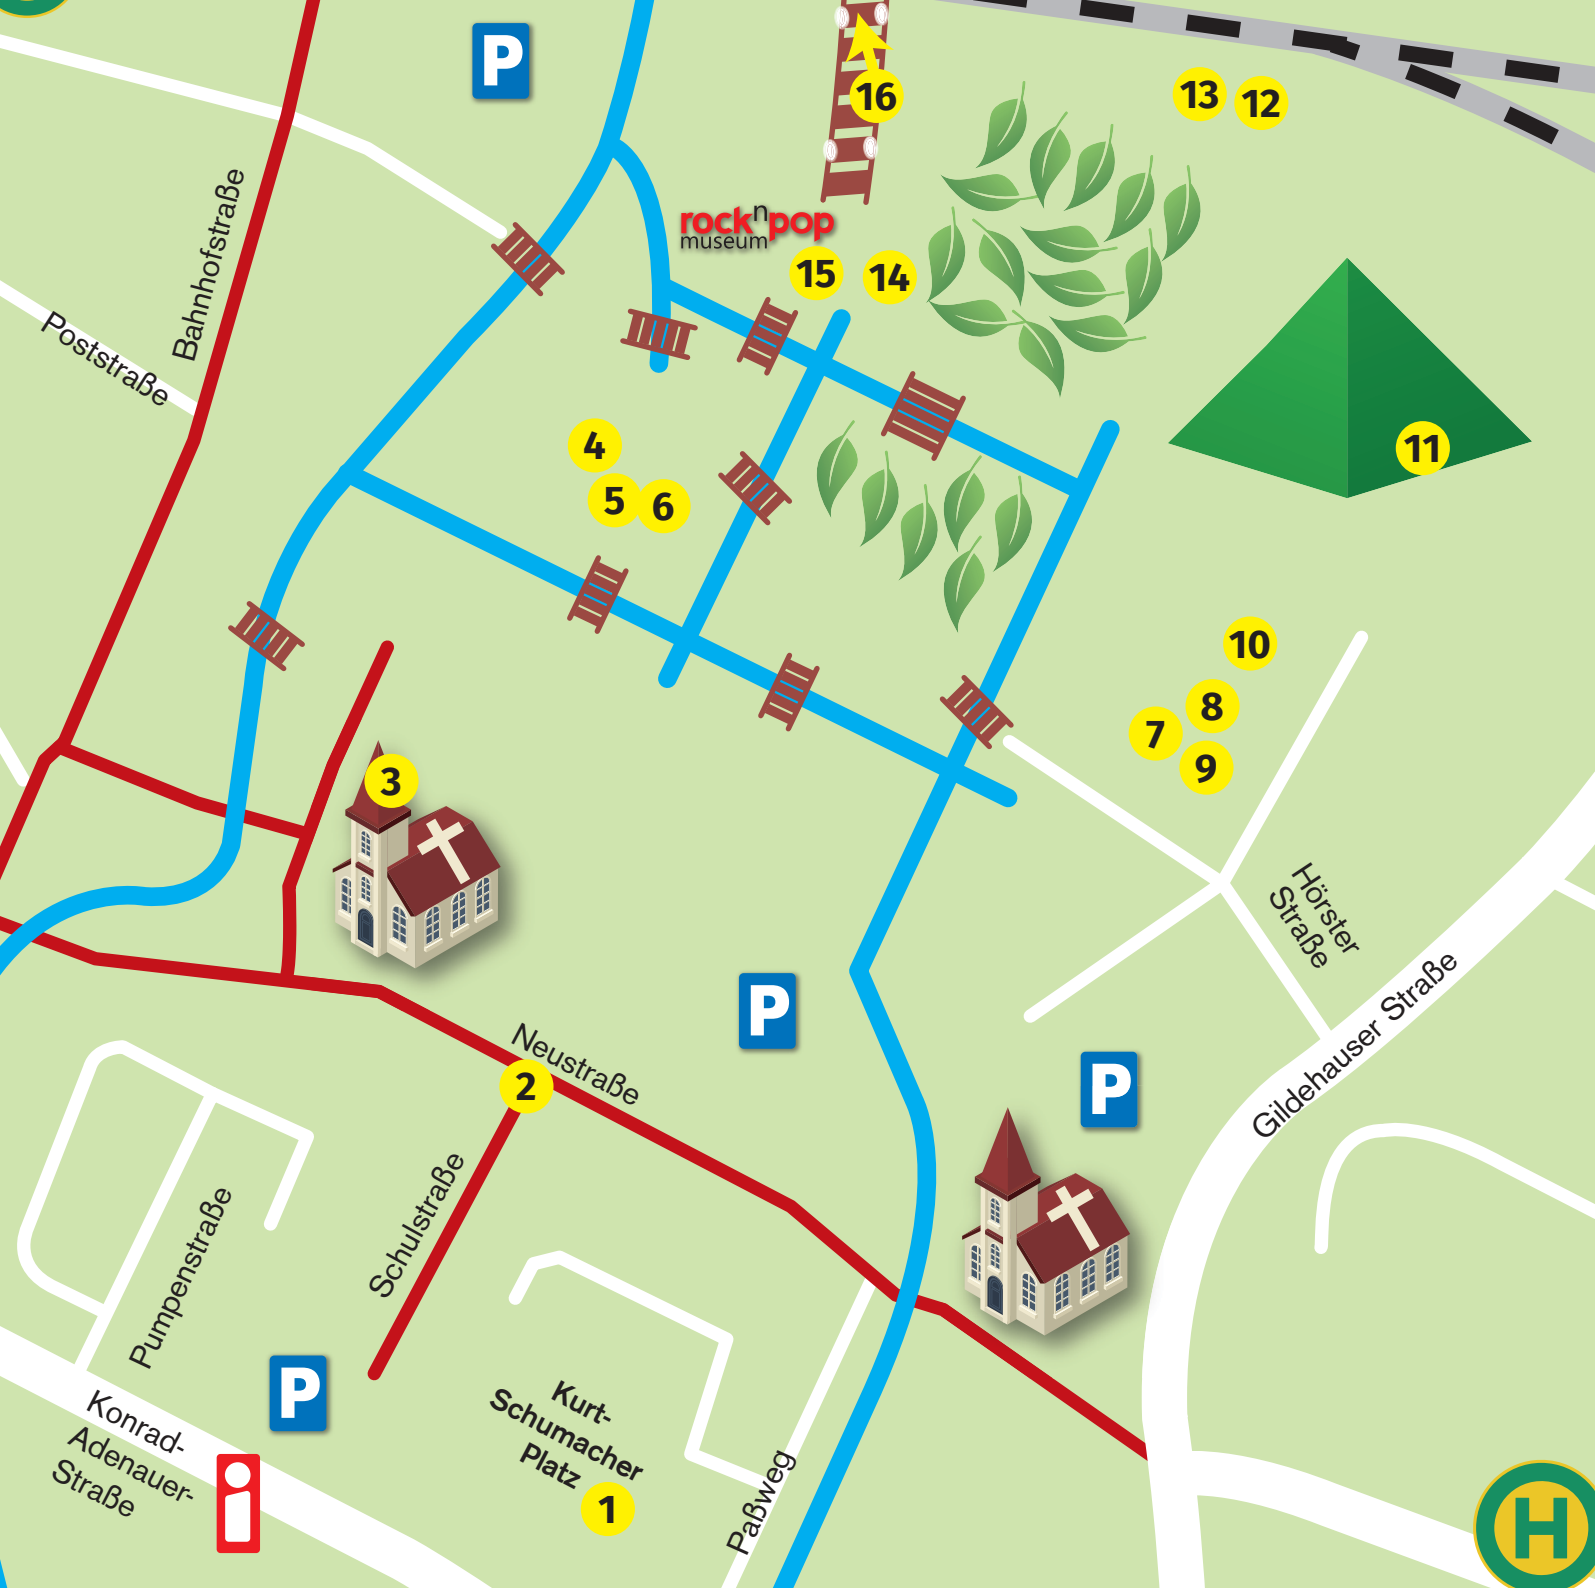 P
16
13
12
rock n pop
museum
15
14
Bahnhofstraße
Poststraße
11
4
5
6
10
8
7
9
3
Hörster
Straße
Gildehauser Straße
P
Neustraße
2
P
Schulstraße
Pumpenstraße
P
Konrad-
Adenauer-
Straße
i
Kurt-
Schumacher
Platz
1
Paßweg
H